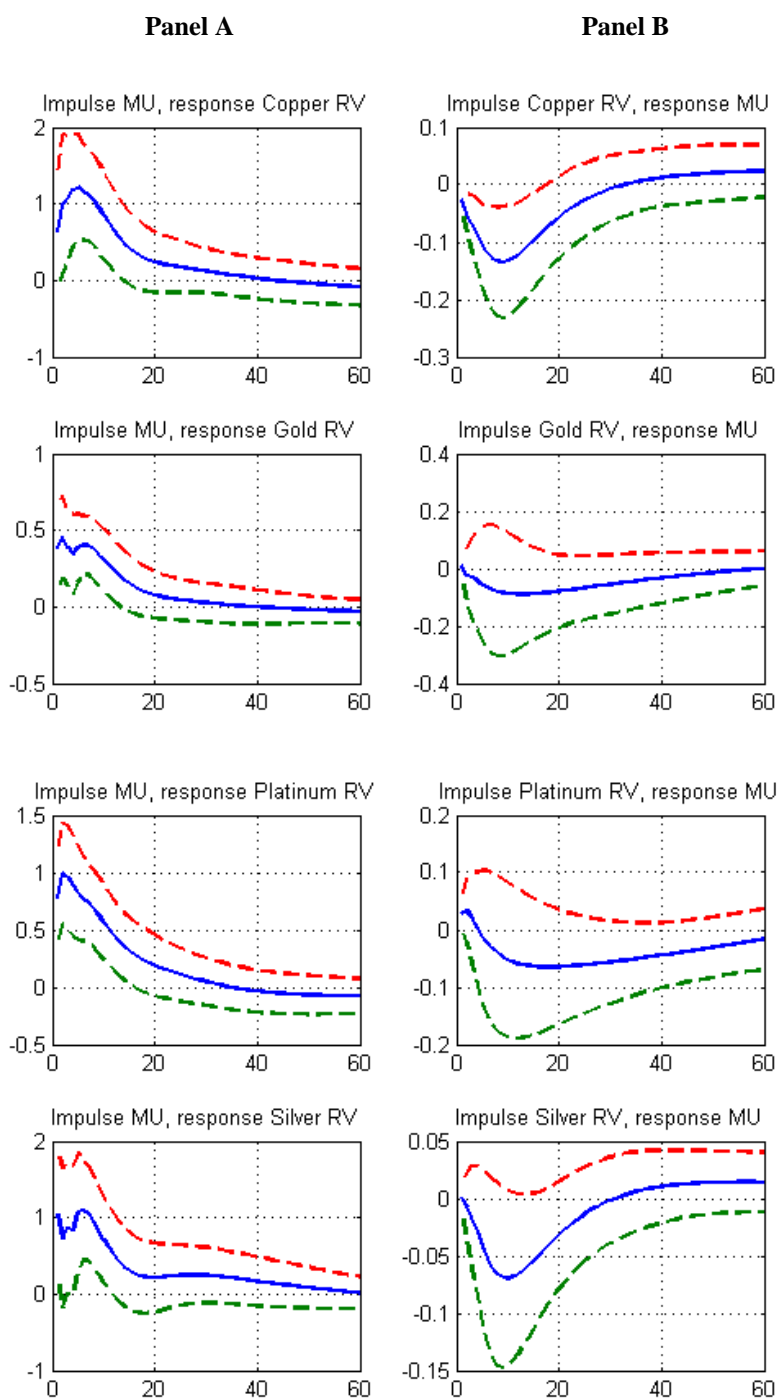 Panel A Panel B
Impulse MU, response Copper RV
2
1
0
-1
0 20 40 60
Impulse Copper RV, response MU
0.1
0
-0.1
-0.2
-0.3
0 20 40 60
Impulse MU, response Gold RV
1
0.5
0
-0.5
0 20 40 60
Impulse Gold RV, response MU
0.4
0.2
0
-0.2
-0.4
0 20 40 60
Impulse MU, response Platinum RV
1.5
1
0.5
0
-0.5
0 20 40 60
Impulse Platinum RV, response MU
0.2
0.1
0
-0.1
-0.2
0 20 40 60
Impulse MU, response Silver RV
2
1
0
-1
0 20 40 60
Impulse Silver RV, response MU
0.05
0
-0.05
-0.1
-0.15
0 20 40 60